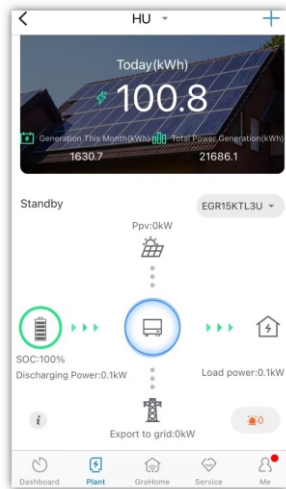 HU
Today(kWh)
100.8
Generation This Month(kWh)
Total Power Generation(kWh)
1630.7
21686.1
Standby
EGR15KTL3U
Ppv:0kW
SOC:100%
Discharging Power:0.1kW
Load power:0.1kW
i
Export to grid:0kW
0
Dashboard
Plant
GroHome
Service
Me